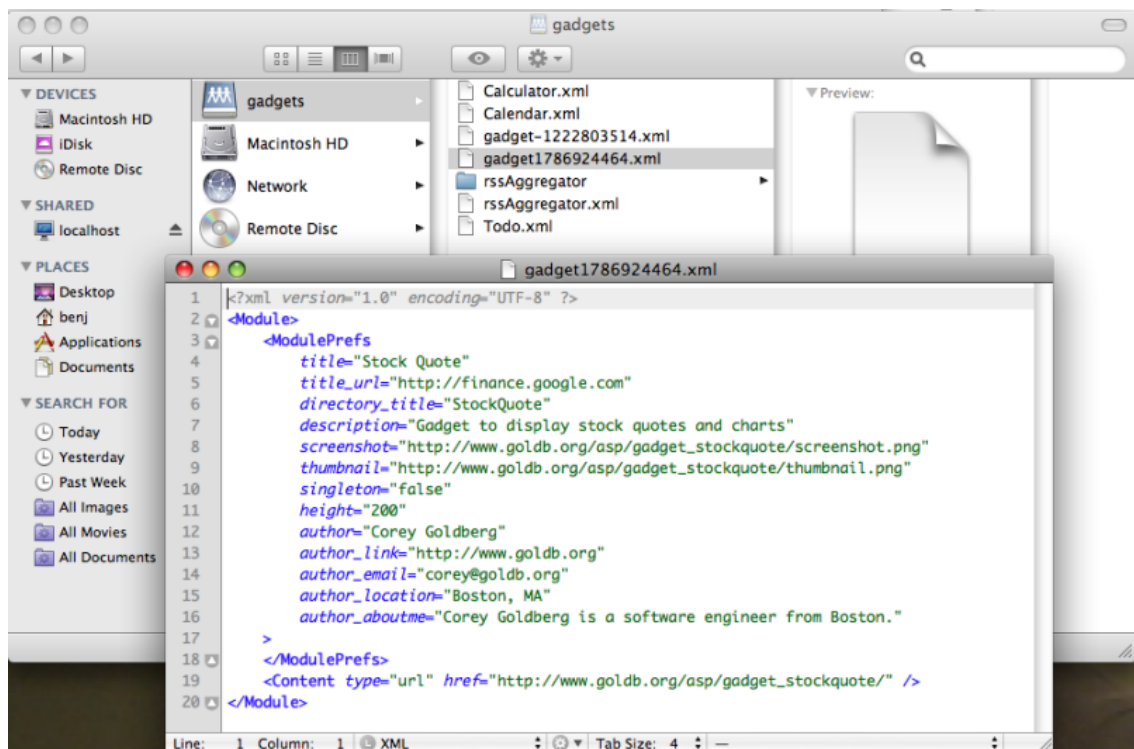 gadgets
DEVICES
Macintosh HD
iDisk
Remote Disc
SHARED
localhost
PLACES
Desktop
benj
Applications
Documents
SEARCH FOR
Today
Yesterday
Past Week
All Images
All Movies
All Documents
gadgets
Macintosh HD
Network
Remote Disc
Calculator.xml
Calendar.xml
gadget-1222803514.xml
gadget1786924464.xml
rssAggregator
rssAggregator.xml
Todo.xml
Preview:
gadget1786924464.xml
1 <?xml version="1.0" encoding="UTF-8" ?>
2 <Module>
3 <ModulePrefs
4 title="Stock Quote"
5 title_url="http://finance.google.com"
6 directory_title="StockQuote"
7 description="Gadget to display stock quotes and charts"
8 screenshot="http://www.goldb.org/asp/gadget_stockquote/screenshot.png"
9 thumbnail="http://www.goldb.org/asp/gadget_stockquote/thumbnail.png"
10 singleton="false"
11 height="200"
12 author="Corey Goldberg"
13 author_link="http://www.goldb.org"
14 author_email="corey@goldb.org"
15 author_location="Boston, MA"
16 author_aboutme="Corey Goldberg is a software engineer from Boston."
17 >
18 </ModulePrefs>
19 <Content type="url" href="http://www.goldb.org/asp/gadget_stockquote/" />
20 </Module>
Line: 1 Column: 1 XML Tab Size: 4 —